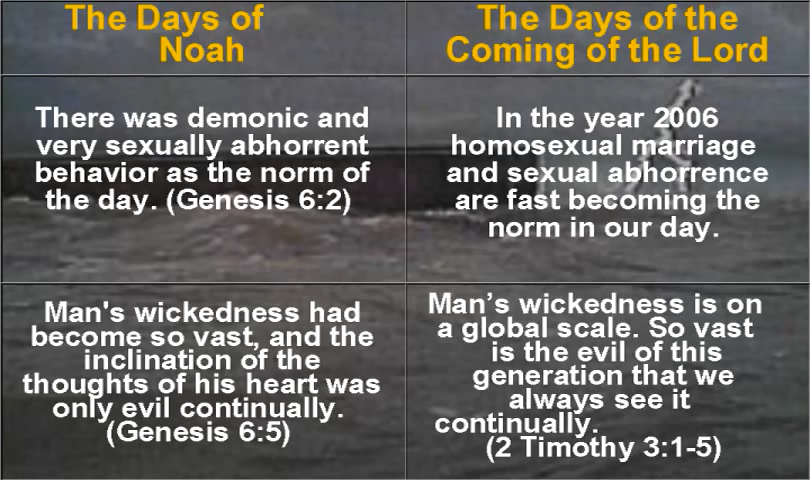 The Days of
Noah
The Days of the
Coming of the Lord
There was demonic and
very sexually abhorrent
behavior as the norm of
the day. (Genesis 6:2)
In the year 2006
homosexual marriage
and sexual abhorrence
are fast becoming the
norm in our day.
Man's wickedness had
become so vast, and the
inclination of the
thoughts of his heart was
only evil continually.
(Genesis 6:5)
Man’s wickedness is on
a global scale. So vast
is the evil of this
generation that we
always see it
continually.
(2 Timothy 3:1-5)